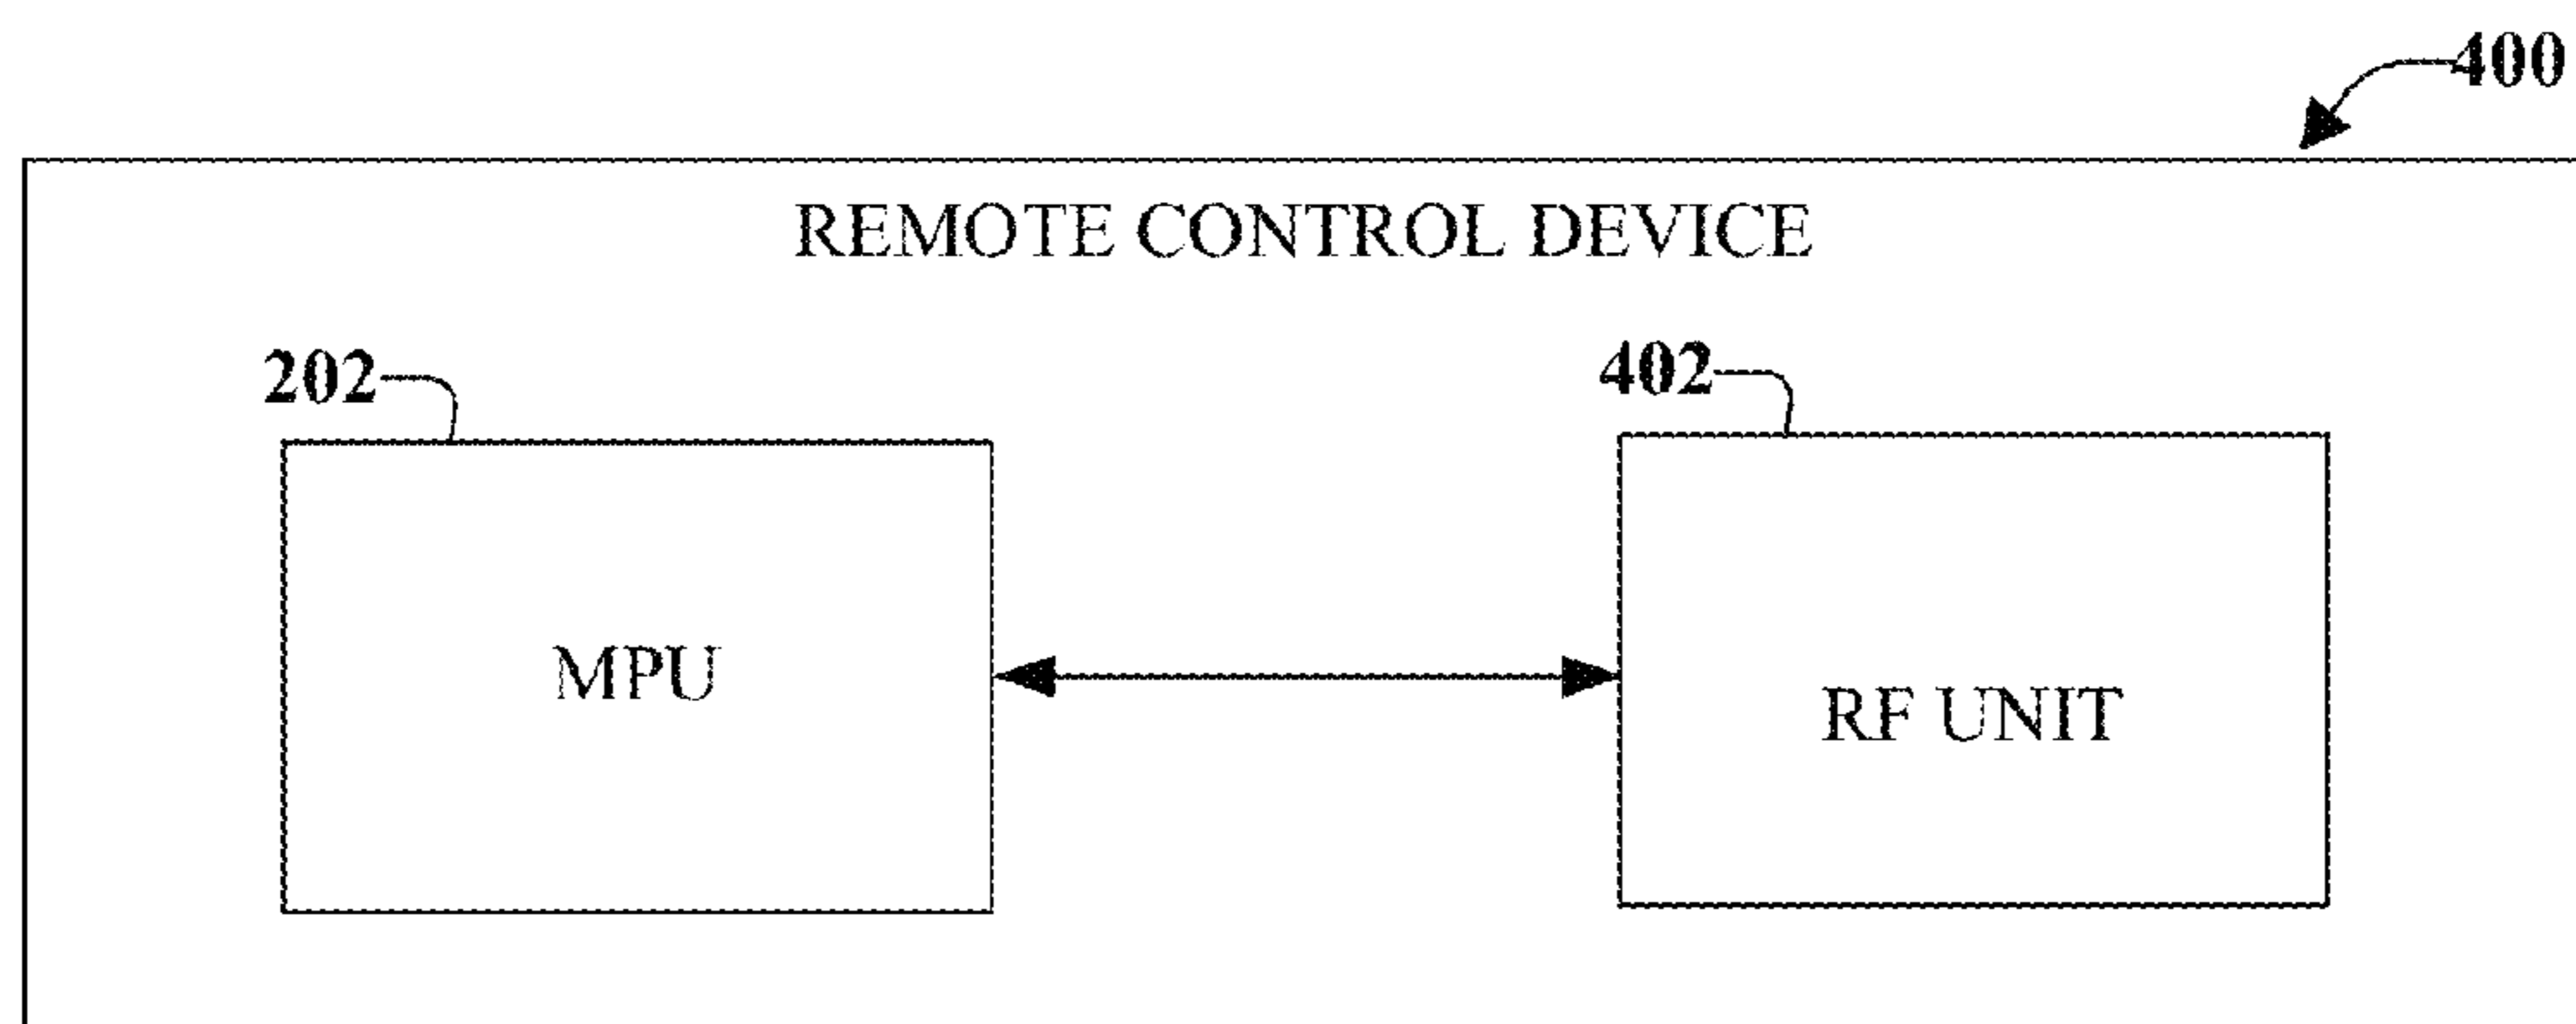 400
REMOTE CONTROL DEVICE
202
402
MPU
RF UNIT